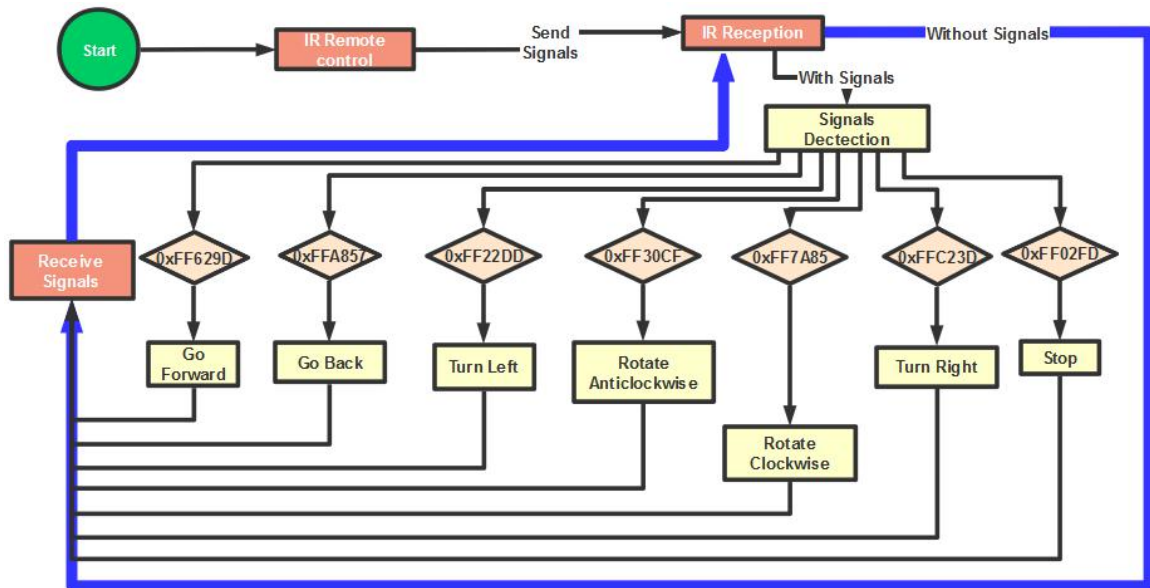 Start
IR Remote
control
Send
Signals
IR Reception
Without Signals
With Signals
Signals
Dectection
Receive
Signals
0xFF629D
0xFFA857
0xFF22DD
0xFF30CF
0xFF7A85
0xFFC23D
0xFF02FD
Go
Forward
Go Back
Turn Left
Rotate
Anticlockwise
Rotate
Clockwise
Turn Right
Stop